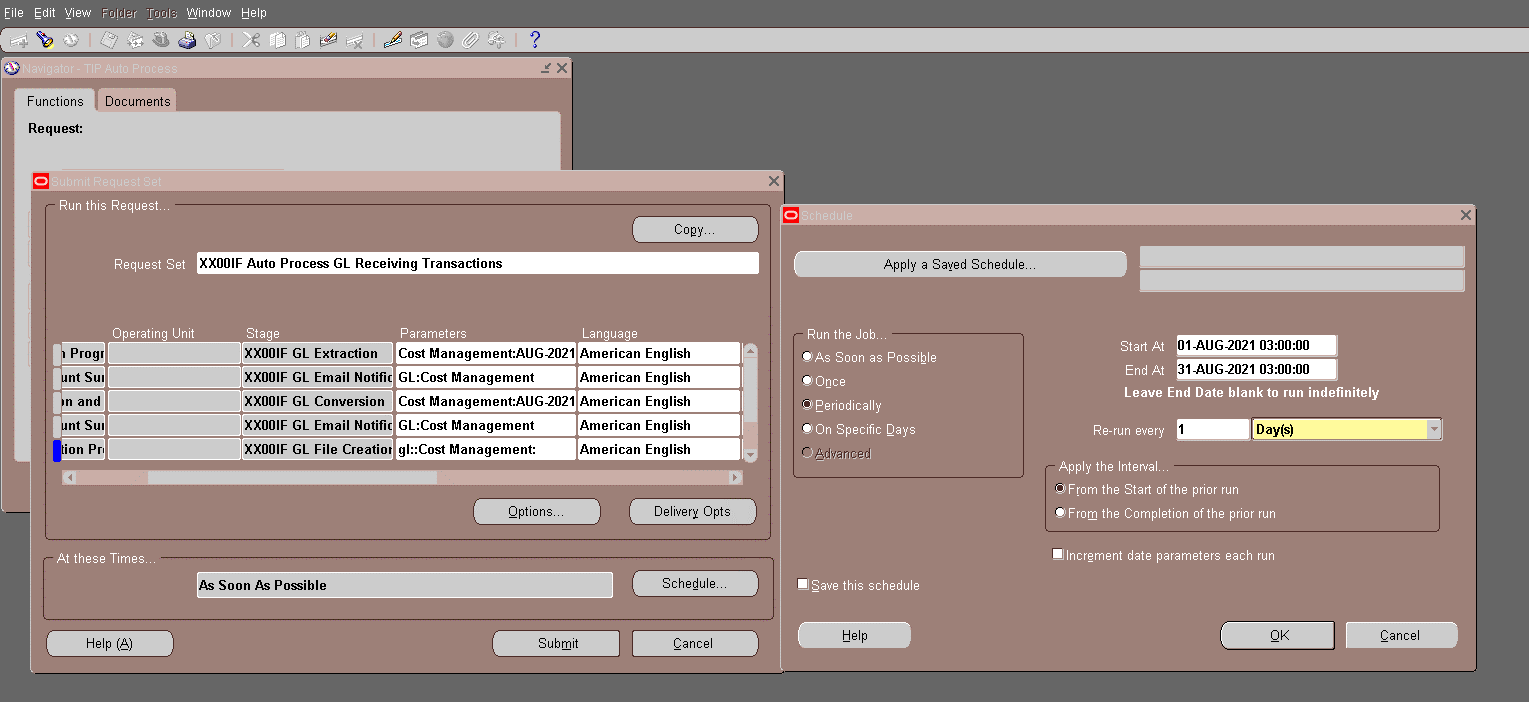 File Edit View Folder Tools Window Help
Navigator - TIP Auto Process
Functions Documents
Request:
Submit Request Set
Run this Request...
Copy...
Request Set XX00IF Auto Process GL Receiving Transactions
Operating Unit Stage Parameters Language
XX00IF GL Extraction Cost Management:AUG-2021 American English
XX00IF GL Email Notific GL:Cost Management American English
XX00IF GL Conversion Cost Management:AUG-2021 American English
XX00IF GL Email Notific GL:Cost Management American English
XX00IF GL File Creation gl::Cost Management: American English
Options... Delivery Opts
At these Times...
As Soon As Possible Schedule...
Help (A) Submit Cancel
Schedule
Apply a Saved Schedule...
Run the Job...
As Soon as Possible
Once
Periodically
On Specific Days
Advanced
Start At 01-AUG-2021 03:00:00
End At 31-AUG-2021 03:00:00
Leave End Date blank to run indefinitely
Re-run every 1 Day(s)
Apply the Interval...
From the Start of the prior run
From the Completion of the prior run
Increment date parameters each run
Save this schedule
Help OK Cancel